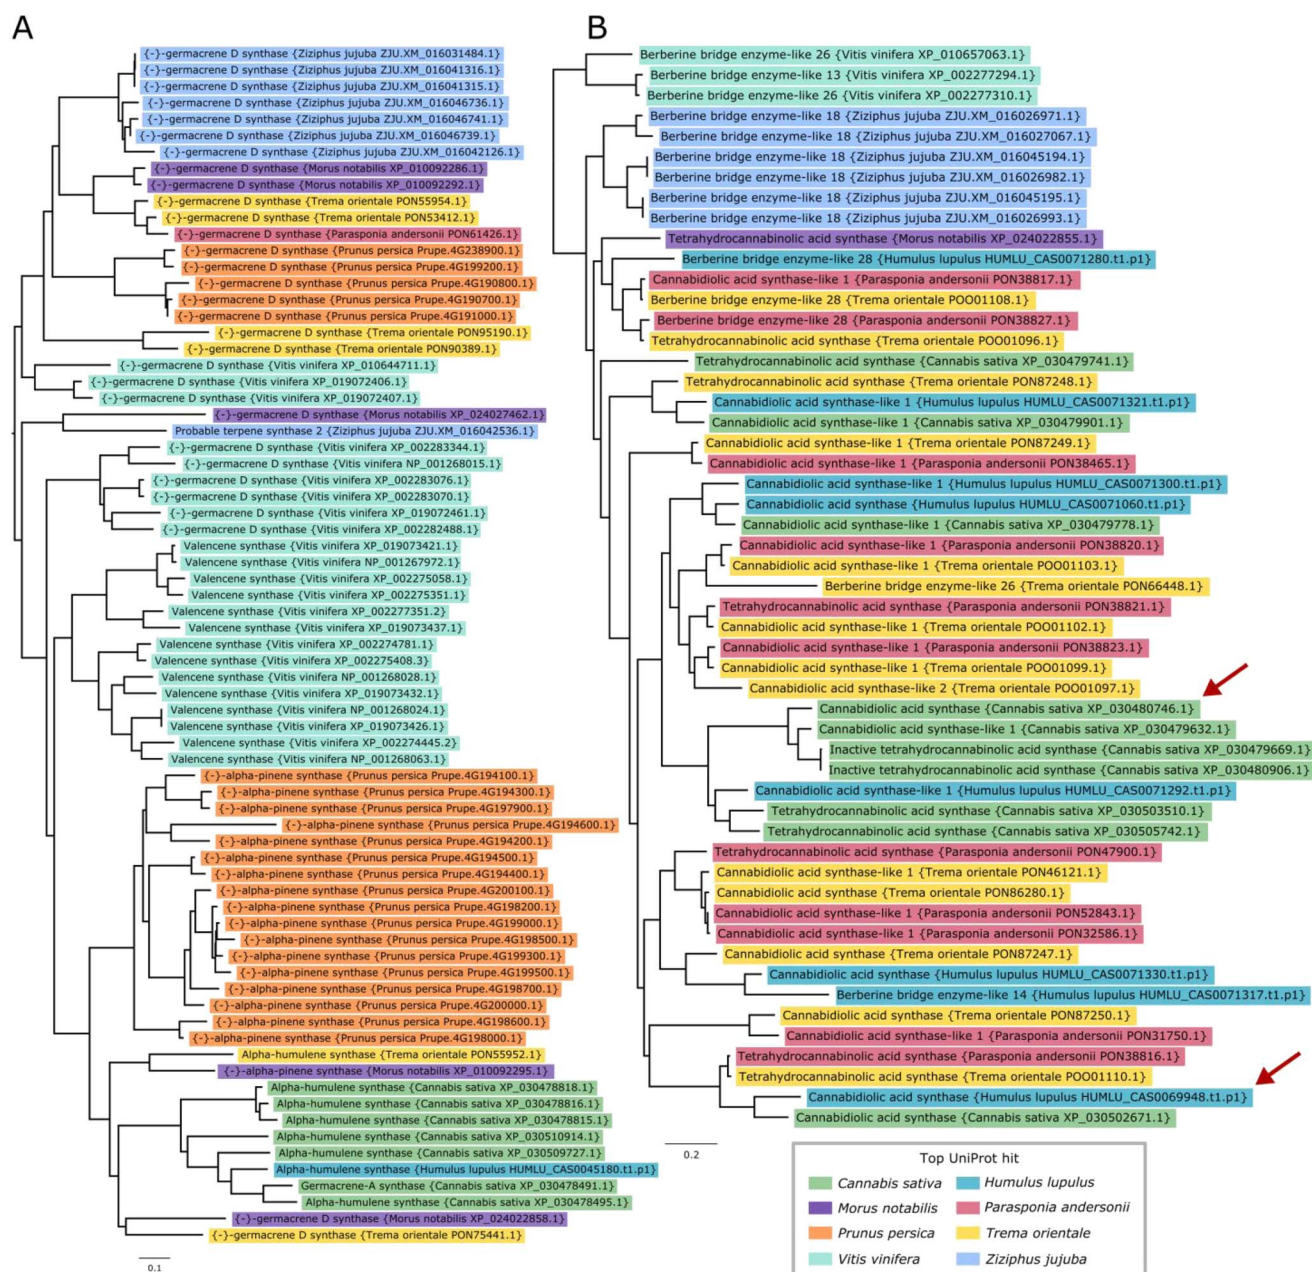 A
{-}-germacrene D synthase {Ziziphus jujuba ZJU.XM_016031484.1}
{-}-germacrene D synthase {Ziziphus jujuba ZJU.XM_016041316.1}
{-}-germacrene D synthase {Ziziphus jujuba ZJU.XM_016041315.1}
{-}-germacrene D synthase {Ziziphus jujuba ZJU.XM_016046736.1}
{-}-germacrene D synthase {Ziziphus jujuba ZJU.XM_016046741.1}
{-}-germacrene D synthase {Ziziphus jujuba ZJU.XM_016046739.1}
{-}-germacrene D synthase {Ziziphus jujuba ZJU.XM_016042126.1}
{-}-germacrene D synthase {Morus notabilis XP_010092286.1}
{-}-germacrene D synthase {Morus notabilis XP_010092292.1}
{-}-germacrene D synthase {Trema orientale PON55954.1}
{-}-germacrene D synthase {Trema orientale PON53412.1}
{-}-germacrene D synthase {Parasponia andersonii PON61426.1}
{-}-germacrene D synthase {Prunus persica Prupe.4G238900.1}
{-}-germacrene D synthase {Prunus persica Prupe.4G199200.1}
{-}-germacrene D synthase {Prunus persica Prupe.4G190800.1}
{-}-germacrene D synthase {Prunus persica Prupe.4G190700.1}
{-}-germacrene D synthase {Prunus persica Prupe.4G191000.1}
{-}-germacrene D synthase {Trema orientale PON95190.1}
{-}-germacrene D synthase {Trema orientale PON90389.1}
{-}-germacrene D synthase {Vitis vinifera XP_010644711.1}
{-}-germacrene D synthase {Vitis vinifera XP_019072406.1}
{-}-germacrene D synthase {Vitis vinifera XP_019072407.1}
{-}-germacrene D synthase {Morus notabilis XP_024027462.1}
Probable terpene synthase 2 {Ziziphus jujuba ZJU.XM_016042536.1}
{-}-germacrene D synthase {Vitis vinifera XP_002283344.1}
{-}-germacrene D synthase {Vitis vinifera NP_001268015.1}
{-}-germacrene D synthase {Vitis vinifera XP_002283076.1}
{-}-germacrene D synthase {Vitis vinifera XP_002283070.1}
{-}-germacrene D synthase {Vitis vinifera XP_019072461.1}
{-}-germacrene D synthase {Vitis vinifera XP_002282488.1}
Valencene synthase {Vitis vinifera XP_019073421.1}
Valencene synthase {Vitis vinifera NP_001267972.1}
Valencene synthase {Vitis vinifera XP_002275058.1}
Valencene synthase {Vitis vinifera XP_002275351.1}
Valencene synthase {Vitis vinifera XP_002277351.2}
Valencene synthase {Vitis vinifera XP_019073437.1}
Valencene synthase {Vitis vinifera XP_002274781.1}
Valencene synthase {Vitis vinifera XP_002275408.3}
Valencene synthase {Vitis vinifera NP_001268028.1}
Valencene synthase {Vitis vinifera XP_019073432.1}
Valencene synthase {Vitis vinifera NP_001268024.1}
Valencene synthase {Vitis vinifera XP_019073426.1}
Valencene synthase {Vitis vinifera XP_002274445.2}
Valencene synthase {Vitis vinifera NP_001268063.1}
{-}-alpha-pinene synthase {Prunus persica Prupe.4G194100.1}
{-}-alpha-pinene synthase {Prunus persica Prupe.4G194300.1}
{-}-alpha-pinene synthase {Prunus persica Prupe.4G197900.1}
{-}-alpha-pinene synthase {Prunus persica Prupe.4G194600.1}
{-}-alpha-pinene synthase {Prunus persica Prupe.4G194200.1}
{-}-alpha-pinene synthase {Prunus persica Prupe.4G194500.1}
{-}-alpha-pinene synthase {Prunus persica Prupe.4G194400.1}
{-}-alpha-pinene synthase {Prunus persica Prupe.4G200100.1}
{-}-alpha-pinene synthase {Prunus persica Prupe.4G198200.1}
{-}-alpha-pinene synthase {Prunus persica Prupe.4G199000.1}
{-}-alpha-pinene synthase {Prunus persica Prupe.4G198500.1}
{-}-alpha-pinene synthase {Prunus persica Prupe.4G199300.1}
{-}-alpha-pinene synthase {Prunus persica Prupe.4G199500.1}
{-}-alpha-pinene synthase {Prunus persica Prupe.4G198700.1}
{-}-alpha-pinene synthase {Prunus persica Prupe.4G200000.1}
{-}-alpha-pinene synthase {Prunus persica Prupe.4G198600.1}
{-}-alpha-pinene synthase {Prunus persica Prupe.4G198000.1}
Alpha-humulene synthase {Trema orientale PON55952.1}
{-}-alpha-pinene synthase {Morus notabilis XP_010092295.1}
Alpha-humulene synthase {Cannabis sativa XP_030478818.1}
Alpha-humulene synthase {Cannabis sativa XP_030478816.1}
Alpha-humulene synthase {Cannabis sativa XP_030478815.1}
Alpha-humulene synthase {Cannabis sativa XP_030510914.1}
Alpha-humulene synthase {Cannabis sativa XP_030509727.1}
Alpha-humulene synthase {Humulus lupulus HUMLU_CAS0045180.t1.p1}
Germacrene-A synthase {Cannabis sativa XP_030478491.1}
Alpha-humulene synthase {Cannabis sativa XP_030478495.1}
{-}-germacrene D synthase {Morus notabilis XP_024022858.1}
{-}-germacrene D synthase {Trema orientale PON75441.1}
0.1
B
Berberine bridge enzyme-like 26 {Vitis vinifera XP_010657063.1}
Berberine bridge enzyme-like 13 {Vitis vinifera XP_002277294.1}
Berberine bridge enzyme-like 26 {Vitis vinifera XP_002277310.1}
Berberine bridge enzyme-like 18 {Ziziphus jujuba ZJU.XM_016026971.1}
Berberine bridge enzyme-like 18 {Ziziphus jujuba ZJU.XM_016027067.1}
Berberine bridge enzyme-like 18 {Ziziphus jujuba ZJU.XM_016045194.1}
Berberine bridge enzyme-like 18 {Ziziphus jujuba ZJU.XM_016026982.1}
Berberine bridge enzyme-like 18 {Ziziphus jujuba ZJU.XM_016045195.1}
Berberine bridge enzyme-like 18 {Ziziphus jujuba ZJU.XM_016026993.1}
Tetrahydrocannabinolic acid synthase {Morus notabilis XP_024022855.1}
Berberine bridge enzyme-like 28 {Humulus lupulus HUMLU_CAS0071280.t1.p1}
Cannabidiolic acid synthase-like 1 {Parasponia andersonii PON38817.1}
Berberine bridge enzyme-like 28 {Trema orientale POO01108.1}
Berberine bridge enzyme-like 28 {Parasponia andersonii PON38827.1}
Tetrahydrocannabinolic acid synthase {Trema orientale POO01096.1}
Tetrahydrocannabinolic acid synthase {Cannabis sativa XP_030479741.1}
Tetrahydrocannabinolic acid synthase {Trema orientale PON87248.1}
Cannabidiolic acid synthase-like 1 {Humulus lupulus HUMLU_CAS0071321.t1.p1}
Cannabidiolic acid synthase-like 1 {Cannabis sativa XP_030479901.1}
Cannabidiolic acid synthase-like 1 {Trema orientale PON87249.1}
Cannabidiolic acid synthase-like 1 {Parasponia andersonii PON38465.1}
Cannabidiolic acid synthase-like 1 {Humulus lupulus HUMLU_CAS0071300.t1.p1}
Cannabidiolic acid synthase-like 1 {Humulus lupulus HUMLU_CAS0071060.t1.p1}
Cannabidiolic acid synthase-like 1 {Cannabis sativa XP_030479778.1}
Cannabidiolic acid synthase-like 1 {Parasponia andersonii PON38820.1}
Cannabidiolic acid synthase-like 1 {Trema orientale POO01103.1}
Berberine bridge enzyme-like 26 {Trema orientale PON66448.1}
Tetrahydrocannabinolic acid synthase {Parasponia andersonii PON38821.1}
Cannabidiolic acid synthase-like 1 {Trema orientale POO01102.1}
Cannabidiolic acid synthase-like 1 {Parasponia andersonii PON38823.1}
Cannabidiolic acid synthase-like 1 {Trema orientale POO01099.1}
Cannabidiolic acid synthase-like 2 {Trema orientale POO01097.1}
Cannabidiolic acid synthase {Cannabis sativa XP_030480746.1}
Cannabidiolic acid synthase-like 1 {Cannabis sativa XP_030479632.1}
Inactive tetrahydrocannabinolic acid synthase {Cannabis sativa XP_030479669.1}
Inactive tetrahydrocannabinolic acid synthase {Cannabis sativa XP_030480906.1}
Cannabidiolic acid synthase-like 1 {Humulus lupulus HUMLU_CAS0071292.t1.p1}
Tetrahydrocannabinolic acid synthase {Cannabis sativa XP_030503510.1}
Tetrahydrocannabinolic acid synthase {Cannabis sativa XP_030505742.1}
Tetrahydrocannabinolic acid synthase {Parasponia andersonii PON47900.1}
Cannabidiolic acid synthase-like 1 {Trema orientale PON46121.1}
Cannabidiolic acid synthase {Trema orientale PON86280.1}
Cannabidiolic acid synthase-like 1 {Parasponia andersonii PON52843.1}
Cannabidiolic acid synthase-like 1 {Parasponia andersonii PON32586.1}
Cannabidiolic acid synthase {Trema orientale PON87247.1}
Cannabidiolic acid synthase {Humulus lupulus HUMLU_CAS0071330.t1.p1}
Berberine bridge enzyme-like 14 {Humulus lupulus HUMLU_CAS0071317.t1.p1}
Cannabidiolic acid synthase {Trema orientale PON87250.1}
Cannabidiolic acid synthase-like 1 {Parasponia andersonii PON31750.1}
Tetrahydrocannabinolic acid synthase {Parasponia andersonii PON38816.1}
Tetrahydrocannabinolic acid synthase {Trema orientale POO01110.1}
Cannabidiolic acid synthase {Humulus lupulus HUMLU_CAS0069948.t1.p1}
Cannabidiolic acid synthase {Cannabis sativa XP_030502671.1}
0.2
Top UniProt hit
Cannabis sativa
Humulus lupulus
Morus notabilis
Parasponia andersonii
Prunus persica
Trema orientale
Vitis vinifera
Ziziphus jujuba